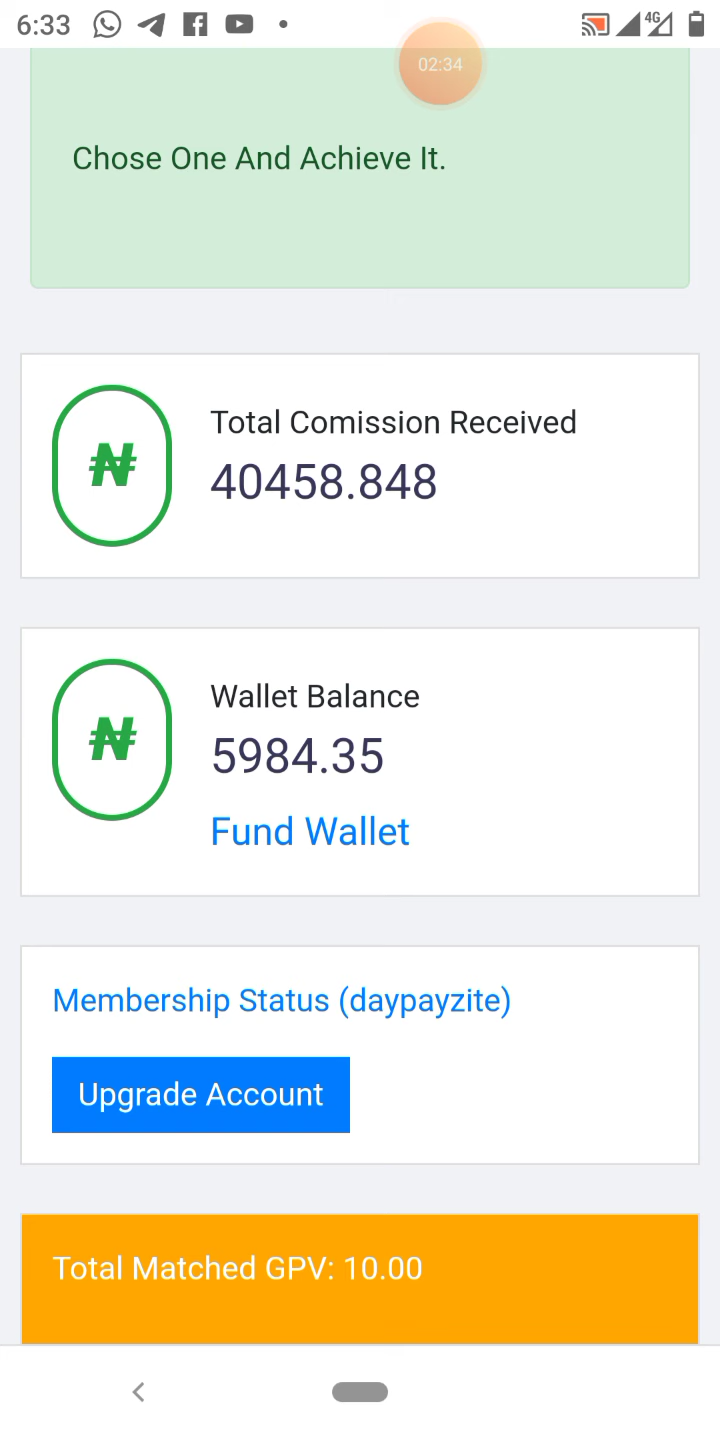 6:33
4G
02:34
Chose One And Achieve It.
₦
Total Comission Received
40458.848
₦
Wallet Balance
5984.35
Fund Wallet
Membership Status (daypayzite)
Upgrade Account
Total Matched GPV: 10.00